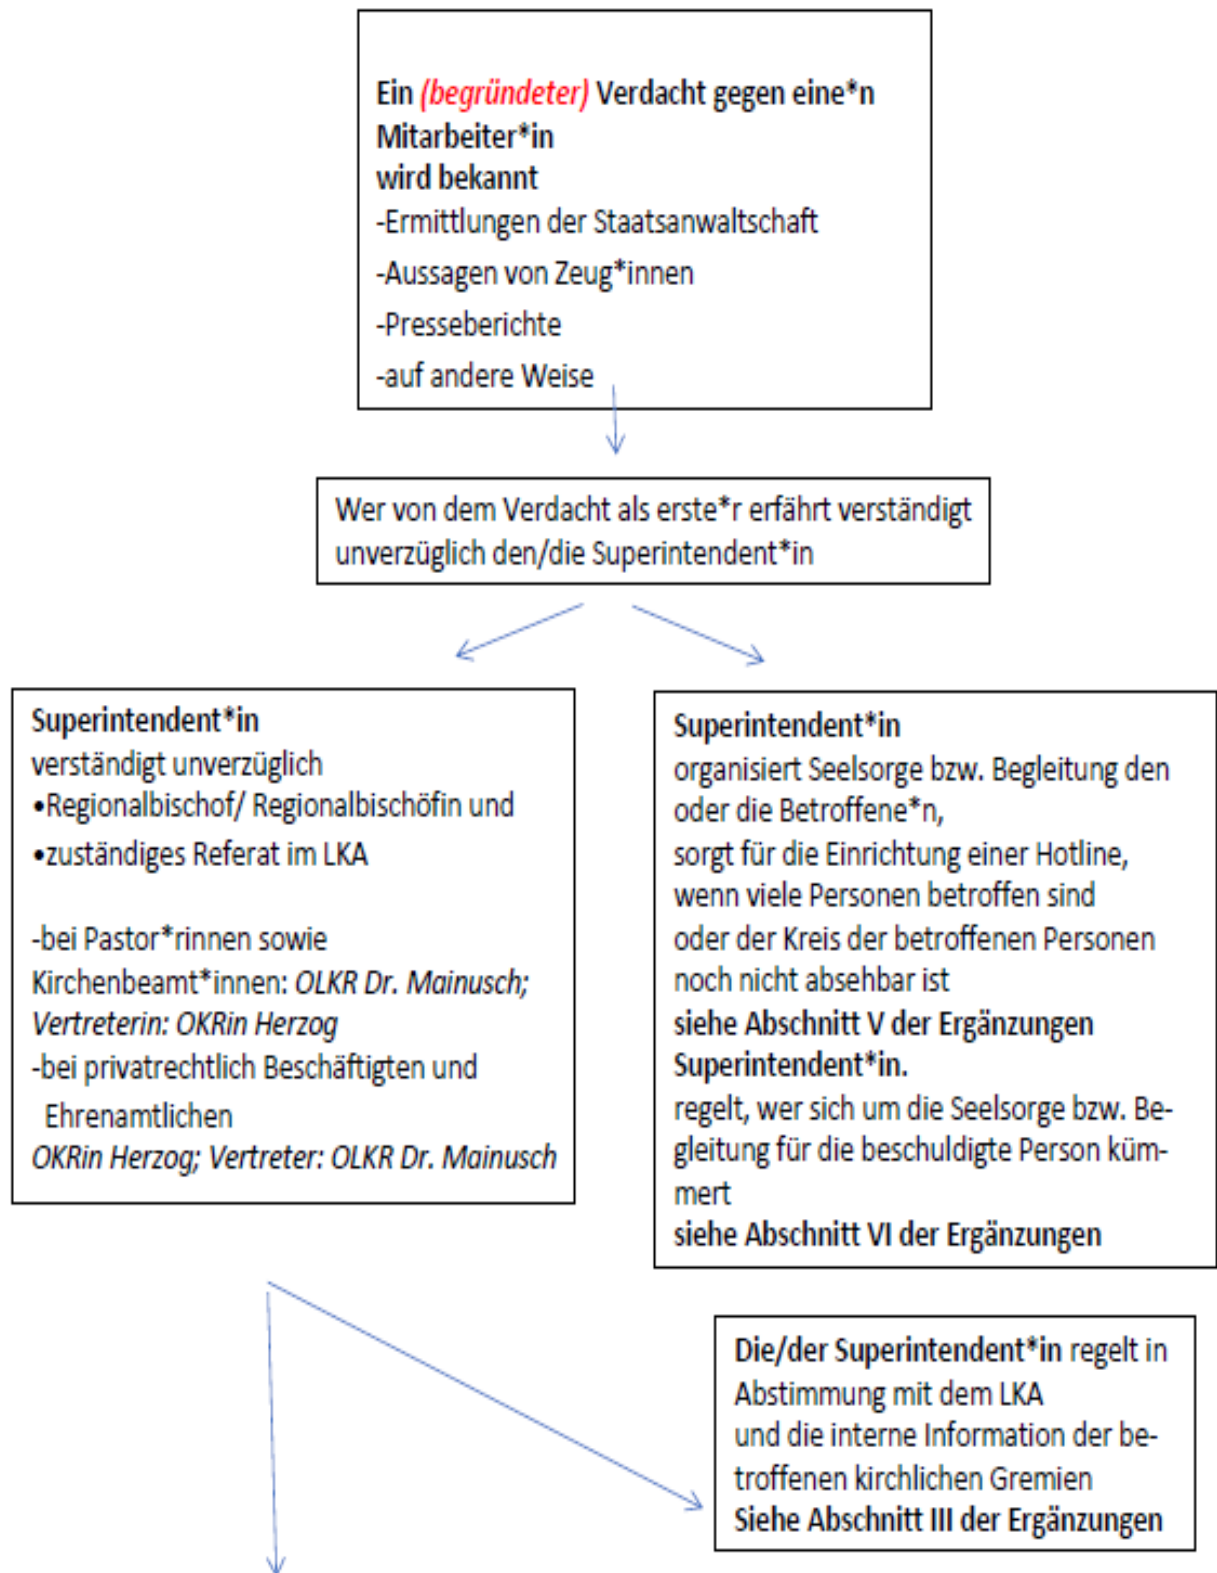 Ein (begründeter) Verdacht gegen eine*n
Mitarbeiter*in
wird bekannt
-Ermittlungen der Staatsanwaltschaft
-Aussagen von Zeug*innen
-Presseberichte
-auf andere Weise
Wer von dem Verdacht als erste*r erfährt verständigt
unverzüglich den/die Superintendent*in
Superintendent*in
verständigt unverzüglich
•Regionalbischof/ Regionalbischöfin und
•zuständiges Referat im LKA
-bei Pastor*rinnen sowie
Kirchenbeamt*innen: OLKR Dr. Mainusch;
Vertreterin: OKRin Herzog
-bei privatrechtlich Beschäftigten und
Ehrenamtlichen
OKRin Herzog; Vertreter: OLKR Dr. Mainusch
Superintendent*in
organisiert Seelsorge bzw. Begleitung den
oder die Betroffene*n,
sorgt für die Einrichtung einer Hotline,
wenn viele Personen betroffen sind
oder der Kreis der betroffenen Personen
noch nicht absehbar ist
siehe Abschnitt V der Ergänzungen
Superintendent*in.
regelt, wer sich um die Seelsorge bzw. Be-
gleitung für die beschuldigte Person küm-
mert
siehe Abschnitt VI der Ergänzungen
Die/der Superintendent*in regelt in
Abstimmung mit dem LKA
und die interne Information der be-
troffenen kirchlichen Gremien
Siehe Abschnitt III der Ergänzungen